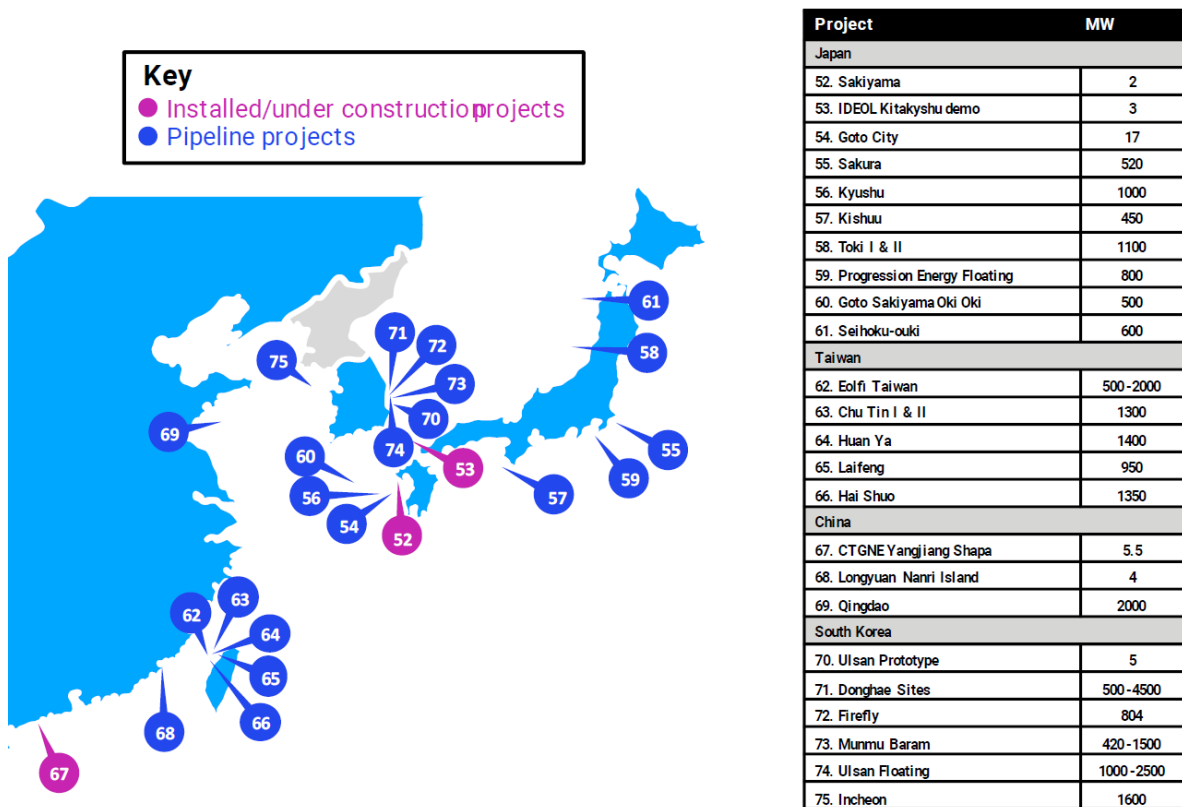 Key
Installed/under construction projects
Pipeline projects
61
58
71
72
75
73
70
69
74
60
53
55
59
56
57
54
52
63
62
64
65
66
68
67
Project MW
Japan
52. Sakiyama 2
53. IDEOL Kitakyshu demo 3
54. Goto City 17
55. Sakura 520
56. Kyushu 1000
57. Kishuu 450
58. Toki I & II 1100
59. Progression Energy Floating 800
60. Goto Sakiyama Oki Oki 500
61. Seihoku-ouki 600
Taiwan
62. Eolfi Taiwan 500-2000
63. Chu Tin I & II 1300
64. Huan Ya 1400
65. Laifeng 950
66. Hai Shuo 1350
China
67. CTGNE Yangjiang Shapa 5.5
68. Longyuan Nanri Island 4
69. Qingdao 2000
South Korea
70. Ulsan Prototype 5
71. Donghae Sites 500-4500
72. Firefly 804
73. Munmu Baram 420-1500
74. Ulsan Floating 1000-2500
75. Incheon 1600